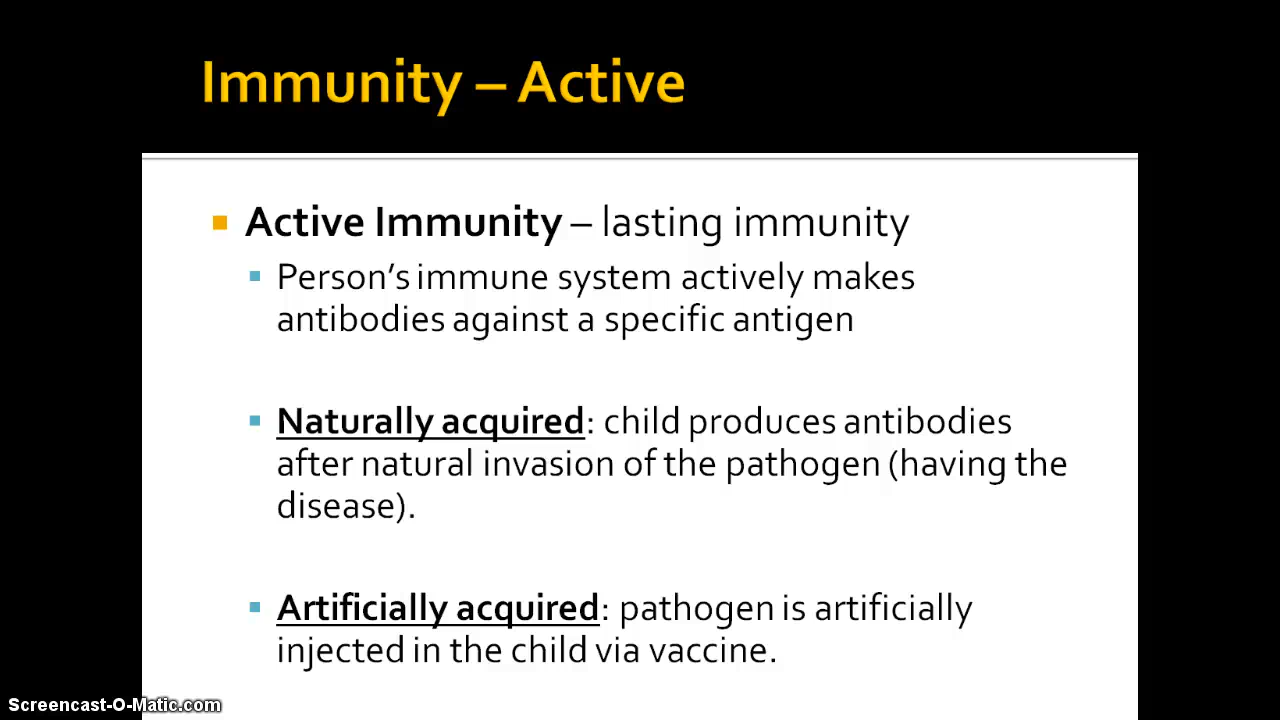 Immunity – Active
Active Immunity – lasting immunity
Person's immune system actively makes
antibodies against a specific antigen
Naturally acquired: child produces antibodies
after natural invasion of the pathogen (having the
disease).
Artificially acquired: pathogen is artificially
injected in the child via vaccine.
Screencast-O-Matic.com